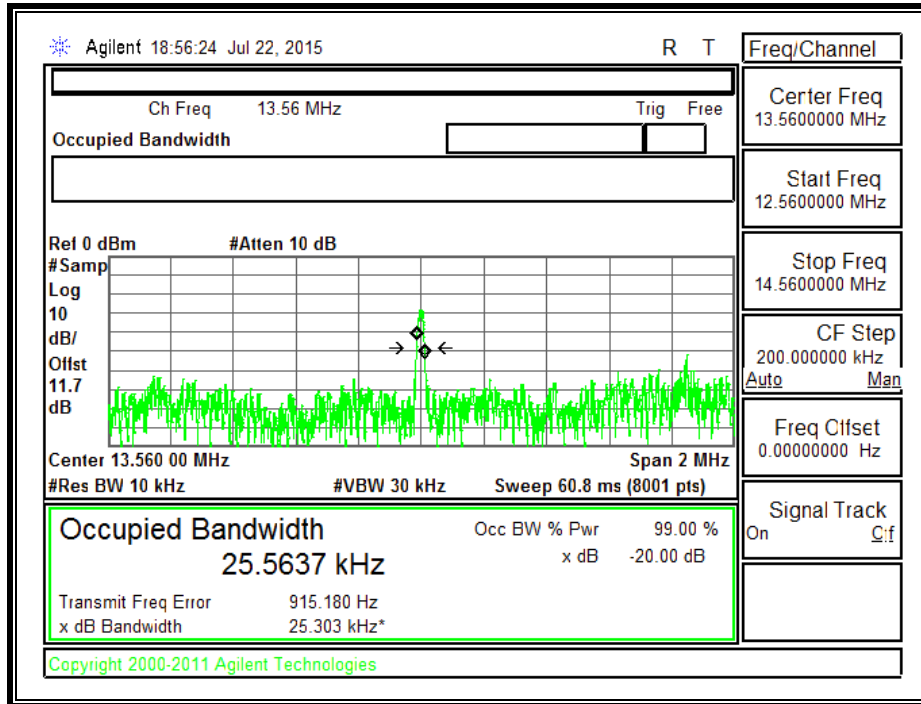 Agilent 18:56:24 Jul 22, 2015 R T
Freq/Channel
Ch Freq 13.56 MHz Trig Free
Occupied Bandwidth
Center Freq
13.5600000 MHz
Start Freq
12.5600000 MHz
Stop Freq
14.5600000 MHz
CF Step
200.000000 kHz
Auto Man
Freq Offset
0.00000000 Hz
Signal Track
On Off
Ref 0 dBm #Atten 10 dB
#Samp
Log
10
dB/
Offst
11.7
dB
Center 13.560 00 MHz Span 2 MHz
#Res BW 10 kHz #VBW 30 kHz Sweep 60.8 ms (8001 pts)
Occupied Bandwidth Occ BW % Pwr 99.00 %
25.5637 kHz x dB -20.00 dB
Transmit Freq Error 915.180 Hz
x dB Bandwidth 25.303 kHz*
Copyright 2000-2011 Agilent Technologies